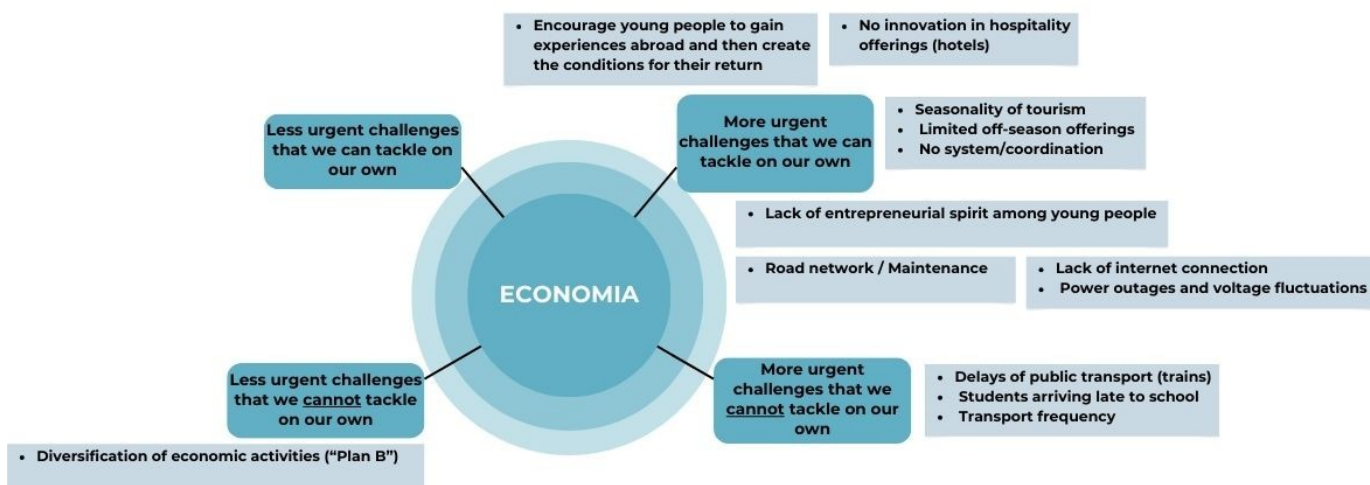 • Encourage young people to gain
experiences abroad and then create
the conditions for their return
• No innovation in hospitality
offerings (hotels)
Less urgent challenges
that we can tackle on
our own
More urgent
challenges that we can
tackle on our own
• Seasonality of tourism
• Limited off-season offerings
• No system/coordination
• Lack of entrepreneurial spirit among young people
• Road network / Maintenance
• Lack of internet connection
• Power outages and voltage fluctuations
ECONOMIA
Less urgent challenges
that we cannot tackle
on our own
More urgent
challenges that we
cannot tackle on our
own
• Delays of public transport (trains)
• Students arriving late to school
• Transport frequency
• Diversification of economic activities (“Plan B”)